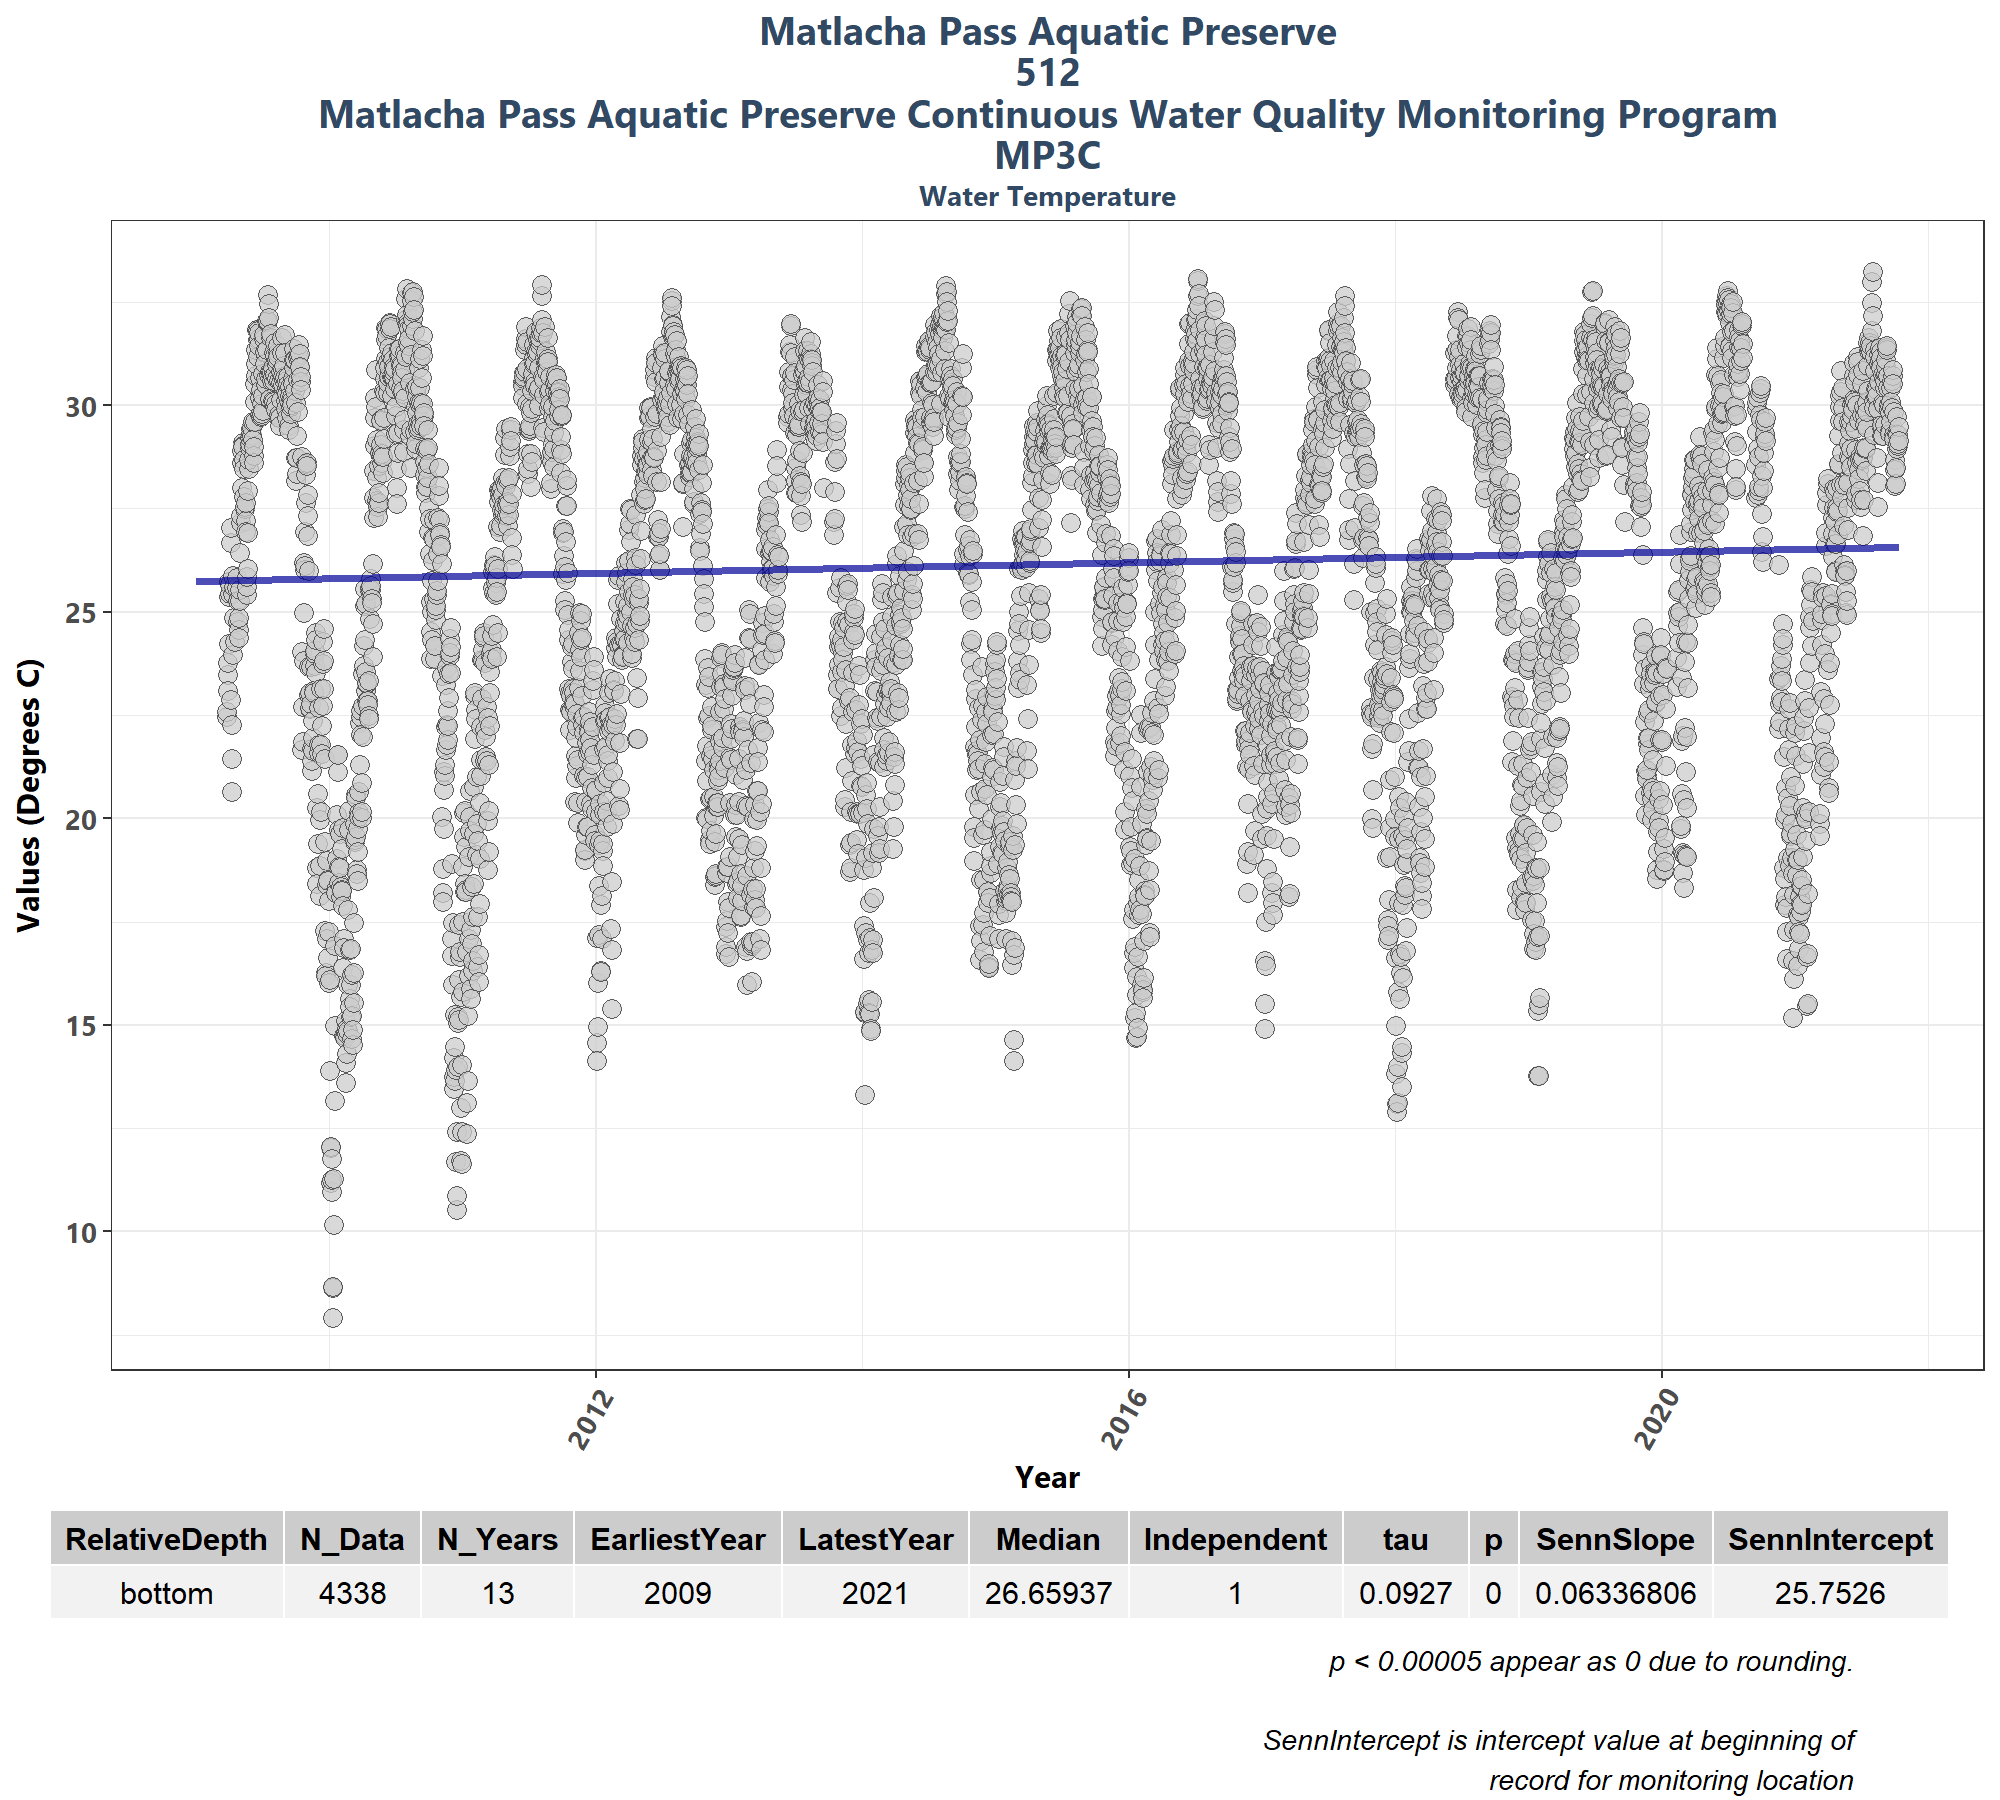 Matlacha Pass Aquatic Preserve
512
Matlacha Pass Aquatic Preserve Continuous Water Quality Monitoring Program
MP3C
Water Temperature
Values (Degrees C)
30
25
20
15
10
2012
2016
2020
Year
RelativeDepth N_Data N_Years EarliestYear LatestYear Median Independent tau p SennSlope SennIntercept
bottom 4338 13 2009 2021 26.65937 1 0.0927 0 0.06336806 25.7526
p < 0.00005 appear as 0 due to rounding.
SennIntercept is intercept value at beginning of
record for monitoring location